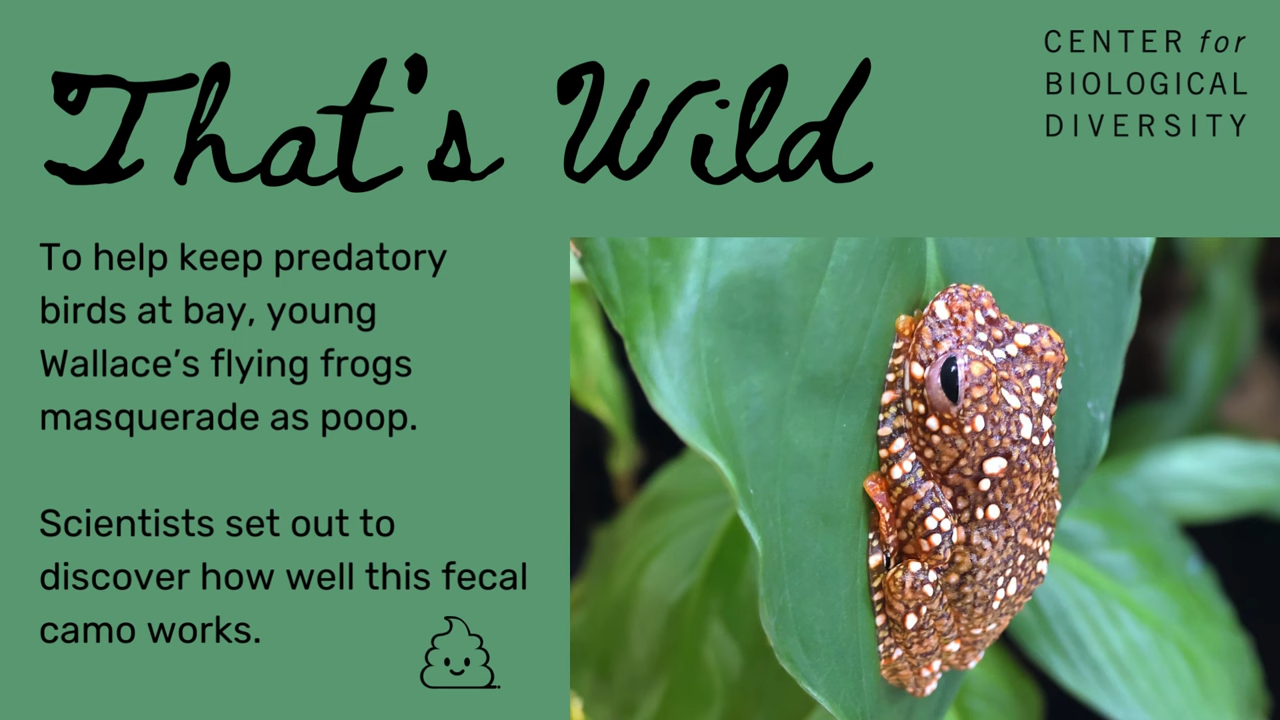 That's Wild
CENTER for
BIOLOGICAL
DIVERSITY
To help keep predatory
birds at bay, young
Wallace’s flying frogs
masquerade as poop.
Scientists set out to
discover how well this fecal
camo works.